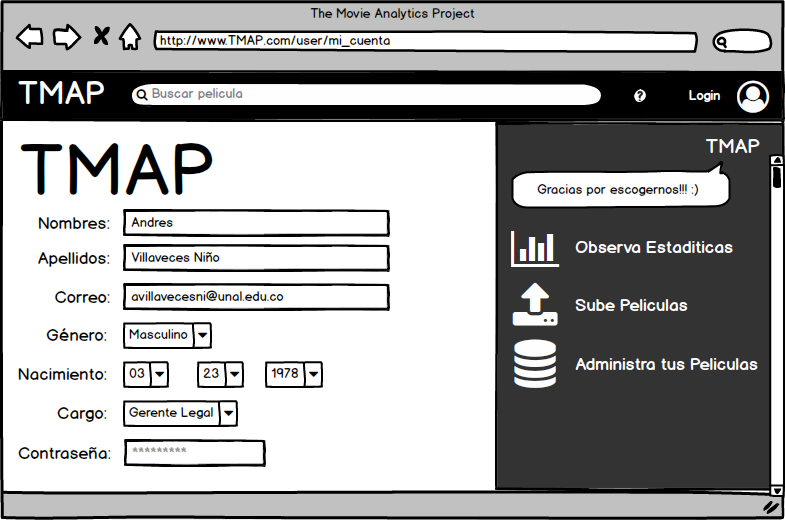 The Movie Analytics Project
http://www.TMAP.com/user/mi_cuenta
TMAP
Buscar pelicula
?
Login
TMAP
Nombres: Andres
Apellidos: Villaveces Niño
Correo: avillavecesni@unal.edu.co
Género: Masculino
Nacimiento: 03 23 1978
Cargo: Gerente Legal
Contraseña: *********
TMAP
Gracias por escogernos!!! :)
Observa Estaditicas
Sube Peliculas
Administra tus Peliculas